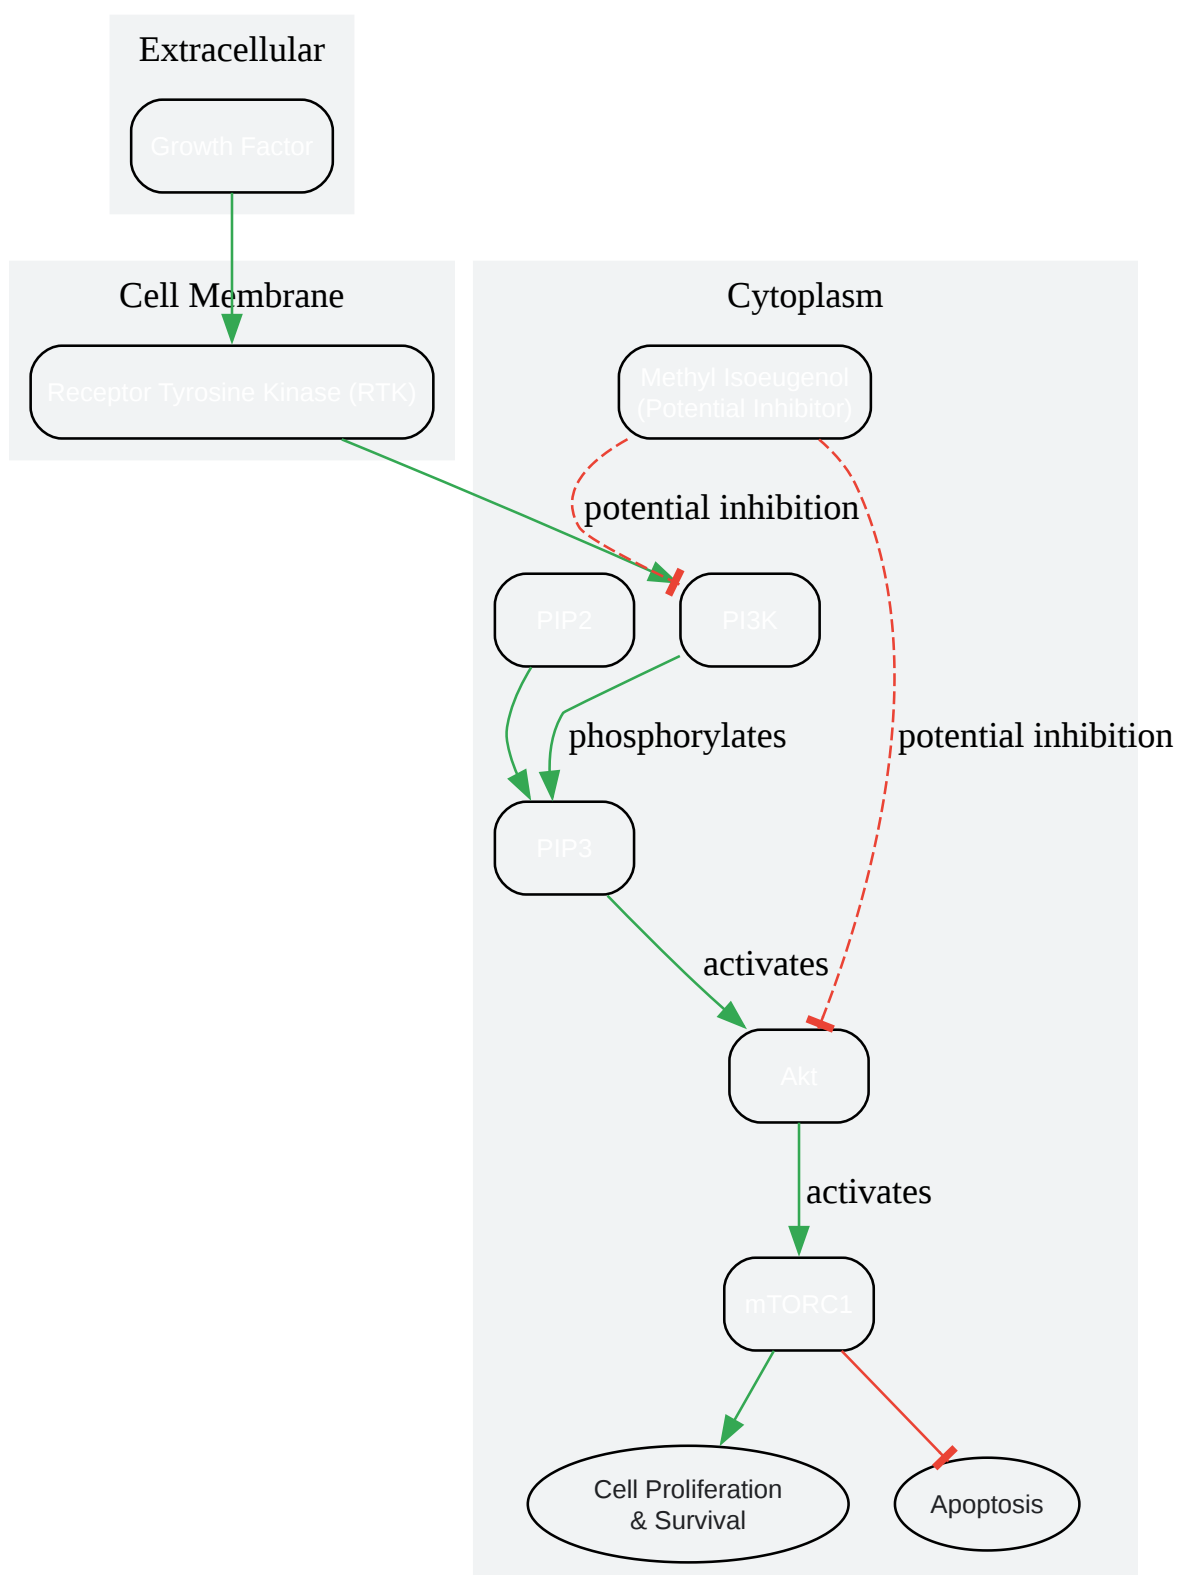 Extracellular
Growth Factor
Cell Membrane
Receptor Tyrosine Kinase (RTK)
Cytoplasm
Methyl Isoeugenol
(Potential Inhibitor)
potential inhibition
PIP2
PI3K
phosphorylates
potential inhibition
PIP3
activates
Akt
activates
mTORC1
Cell Proliferation
& Survival
Apoptosis